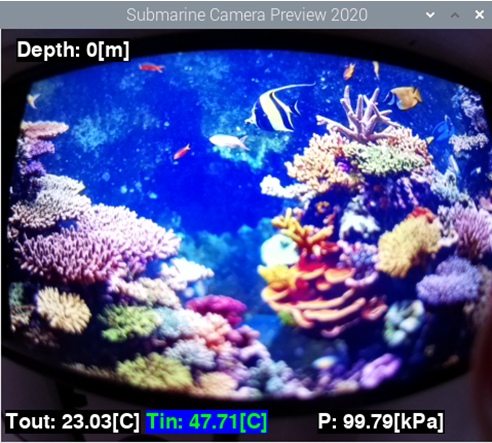 Submarine Camera Preview 2020
Depth: 0[m]
Tout: 23.03[C] Tin: 47.71[C] P: 99.79[kPa]